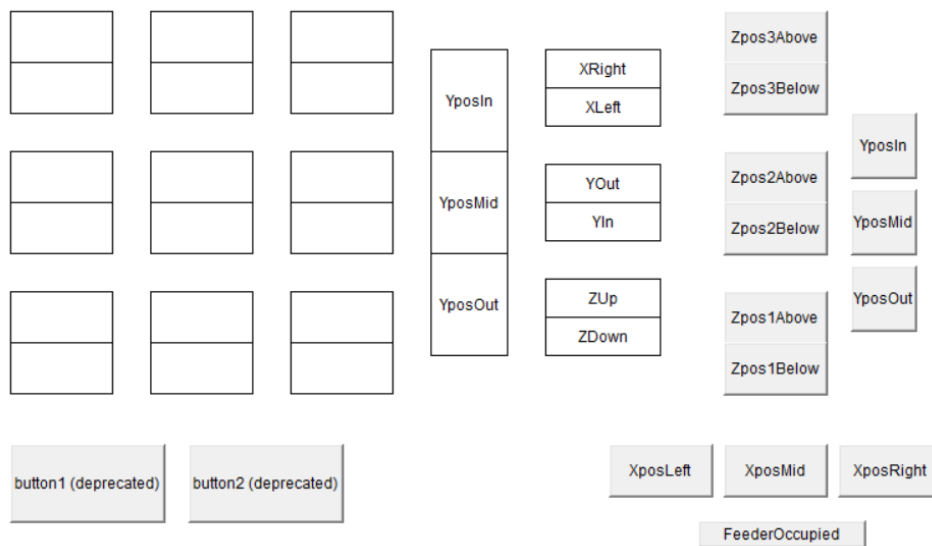 YposIn
YposMid
YposOut
XRight
XLeft
YOut
YIn
ZUp
ZDown
Zpos3Above
Zpos3Below
Zpos2Above
Zpos2Below
Zpos1Above
Zpos1Below
YposIn
YposMid
YposOut
button1 (deprecated)
button2 (deprecated)
XposLeft
XposMid
XposRight
FeederOccupied